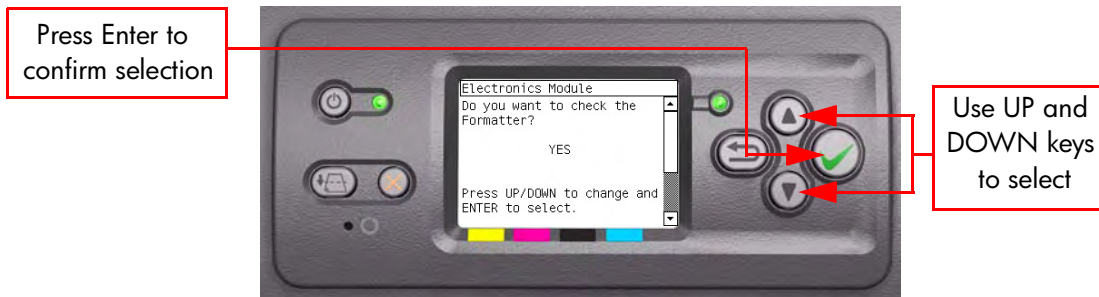 Press Enter to
confirm selection
Electronics Module
Do you want to check the
Formatter?
YES
Press UP/DOWN to change and
ENTER to select.
Use UP and
DOWN keys
to select